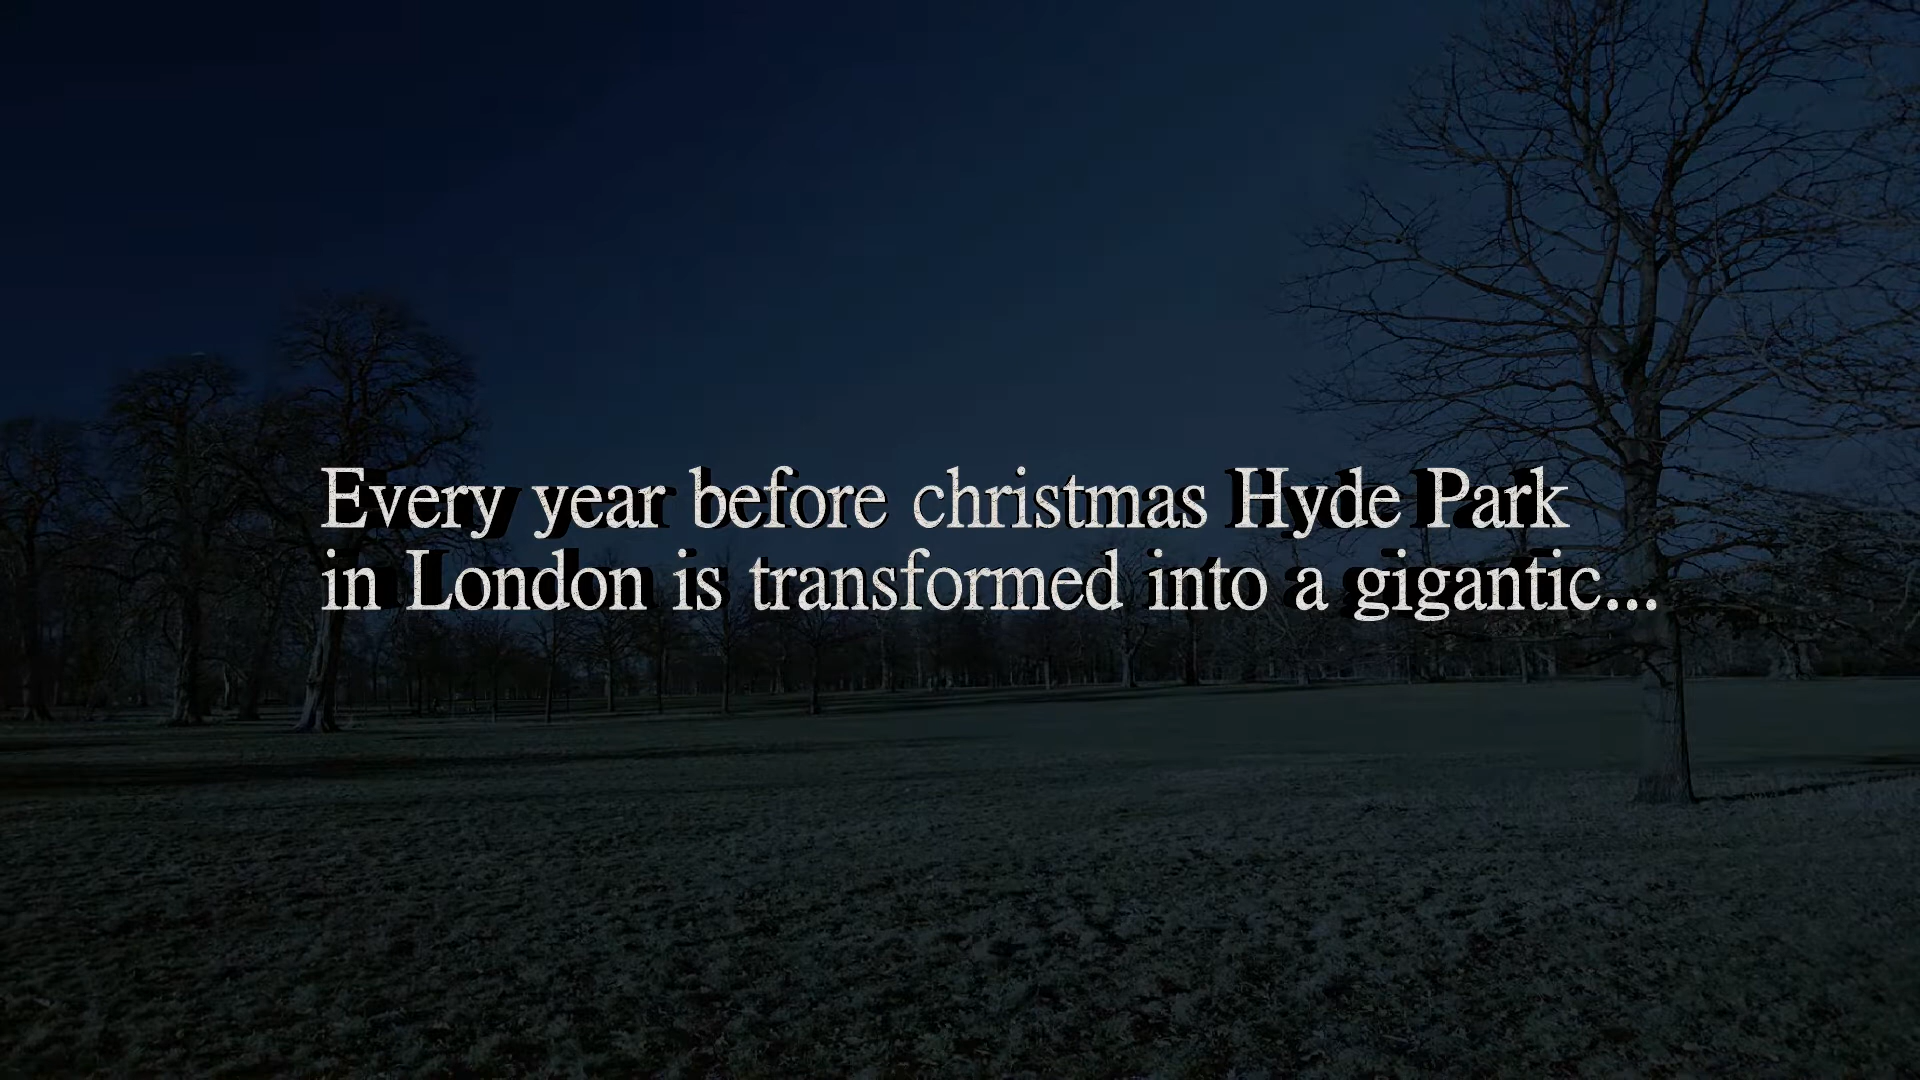 Every year before christmas Hyde Park
in London is transformed into a gigantic...